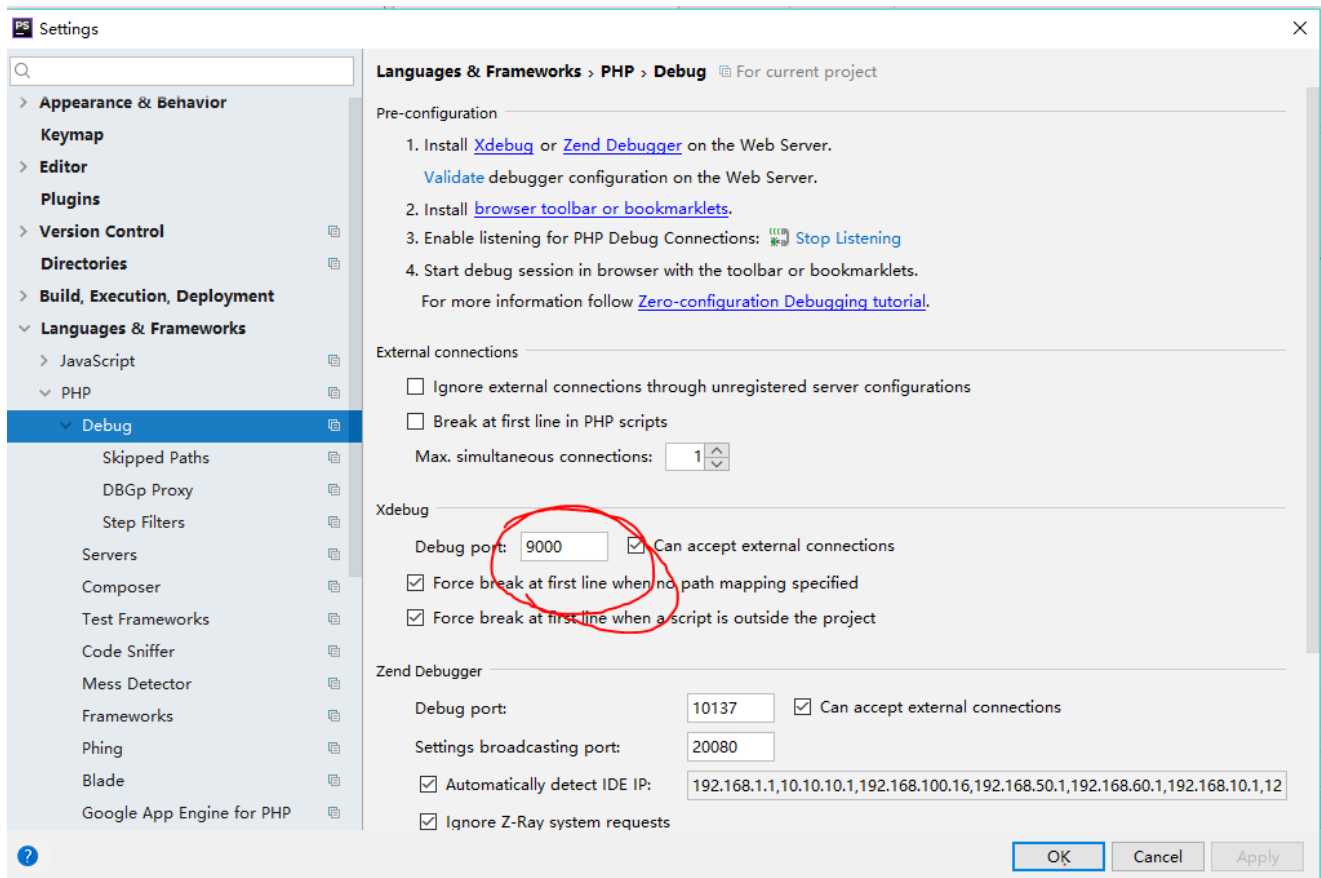 PS Settings
Appearance & Behavior
Keymap
Editor
Plugins
Version Control
Directories
Build, Execution, Deployment
Languages & Frameworks
JavaScript
PHP
Debug
Skipped Paths
DBGp Proxy
Step Filters
Servers
Composer
Test Frameworks
Code Sniffer
Mess Detector
Frameworks
Phing
Blade
Google App Engine for PHP
Languages & Frameworks › PHP › Debug For current project
Pre-configuration
1. Install Xdebug or Zend Debugger on the Web Server.
Validate debugger configuration on the Web Server.
2. Install browser toolbar or bookmarklets.
3. Enable listening for PHP Debug Connections: Stop Listening
4. Start debug session in browser with the toolbar or bookmarklets.
For more information follow Zero-configuration Debugging tutorial.
External connections
Ignore external connections through unregistered server configurations
Break at first line in PHP scripts
Max. simultaneous connections: 1
Xdebug
Debug port: 9000 Can accept external connections
Force break at first line when no path mapping specified
Force break at first line when a script is outside the project
Zend Debugger
Debug port: 10137 Can accept external connections
Settings broadcasting port: 20080
Automatically detect IDE IP: 192.168.1.1,10.10.10.1,192.168.100.16,192.168.50.1,192.168.60.1,192.168.10.1,12
Ignore Z-Ray system requests
? OK Cancel Apply